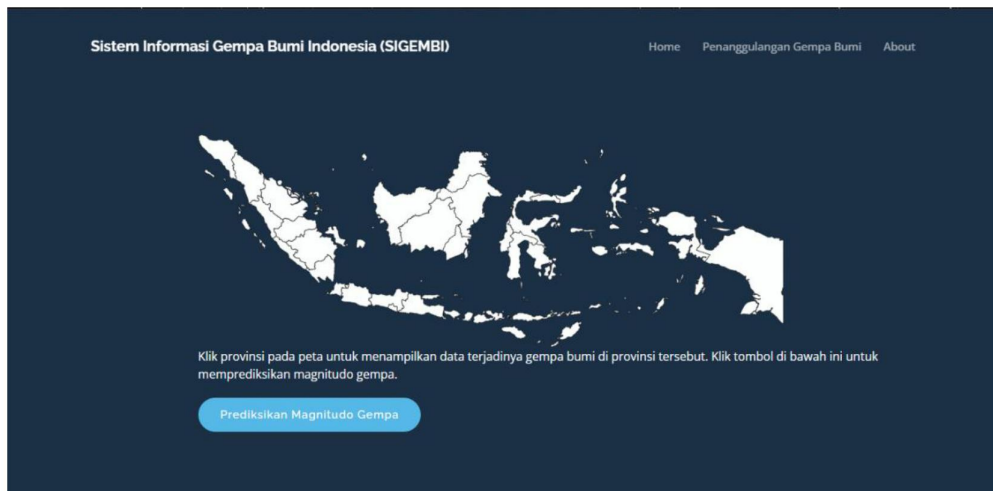 Sistem Informasi Gempa Bumi Indonesia (SIGEMBI)
Home Penanggulangan Gempa Bumi About
Klik provinsi pada peta untuk menampilkan data terjadinya gempa bumi di provinsi tersebut. Klik tombol di bawah ini untuk
memprediksikan magnitudo gempa.
Prediksikan Magnitudo Gempa